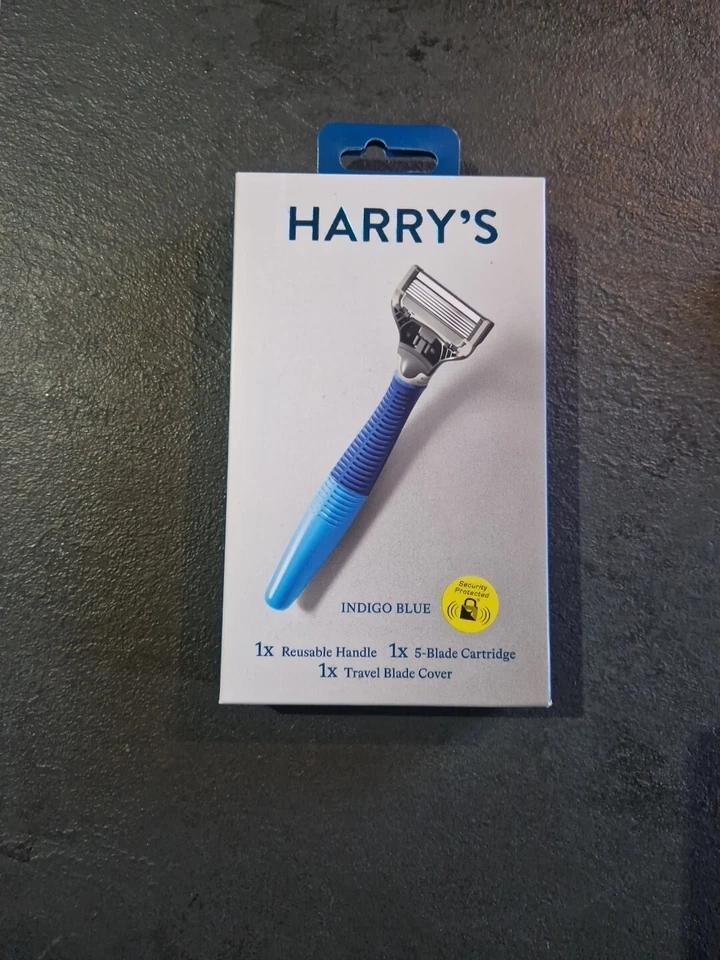 HARRY'S
INDIGO BLUE
Security
Protected
1x Reusable Handle 1x 5-Blade Cartridge
1x Travel Blade Cover